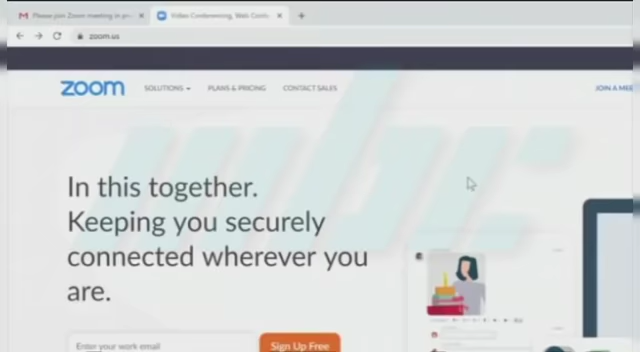 Please join Zoom meeting in pr
Video Conferencing, Web Conf
zoom.us
zoom
SOLUTIONS
PLANS & PRICING
CONTACT SALES
JOIN A MEE
In this together.
Keeping you securely
connected wherever you
are.
Enter your work email
Sign Up Free